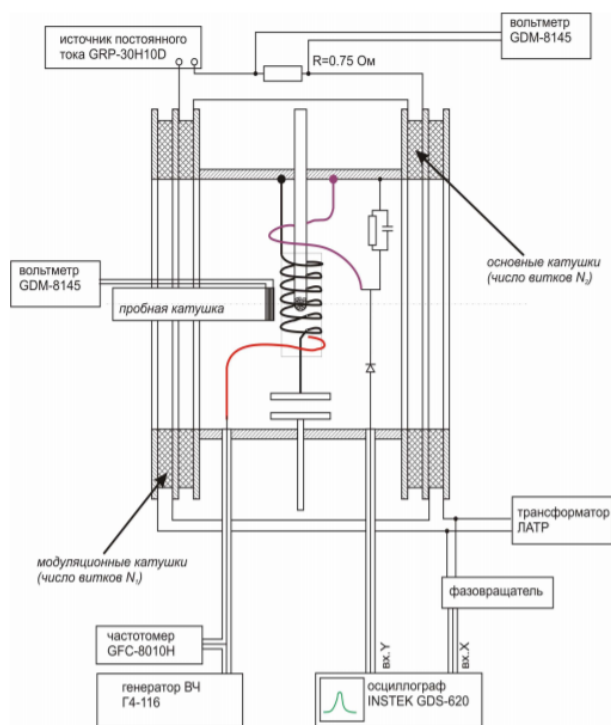 источник постоянного
тока GRP-30H10D
вольтметр
GDM-8145
R=0.75 Ом
основные катушки
(число витков N₀)
вольтметр
GDM-8145
пробная катушка
модуляционные катушки
(число витков N₁)
трансформатор
ЛАТР
фазовращатель
частотомер
GFC-8010H
генератор ВЧ
Г4-116
вх.Y
вх.X
осциллограф
INSTEK GDS-620